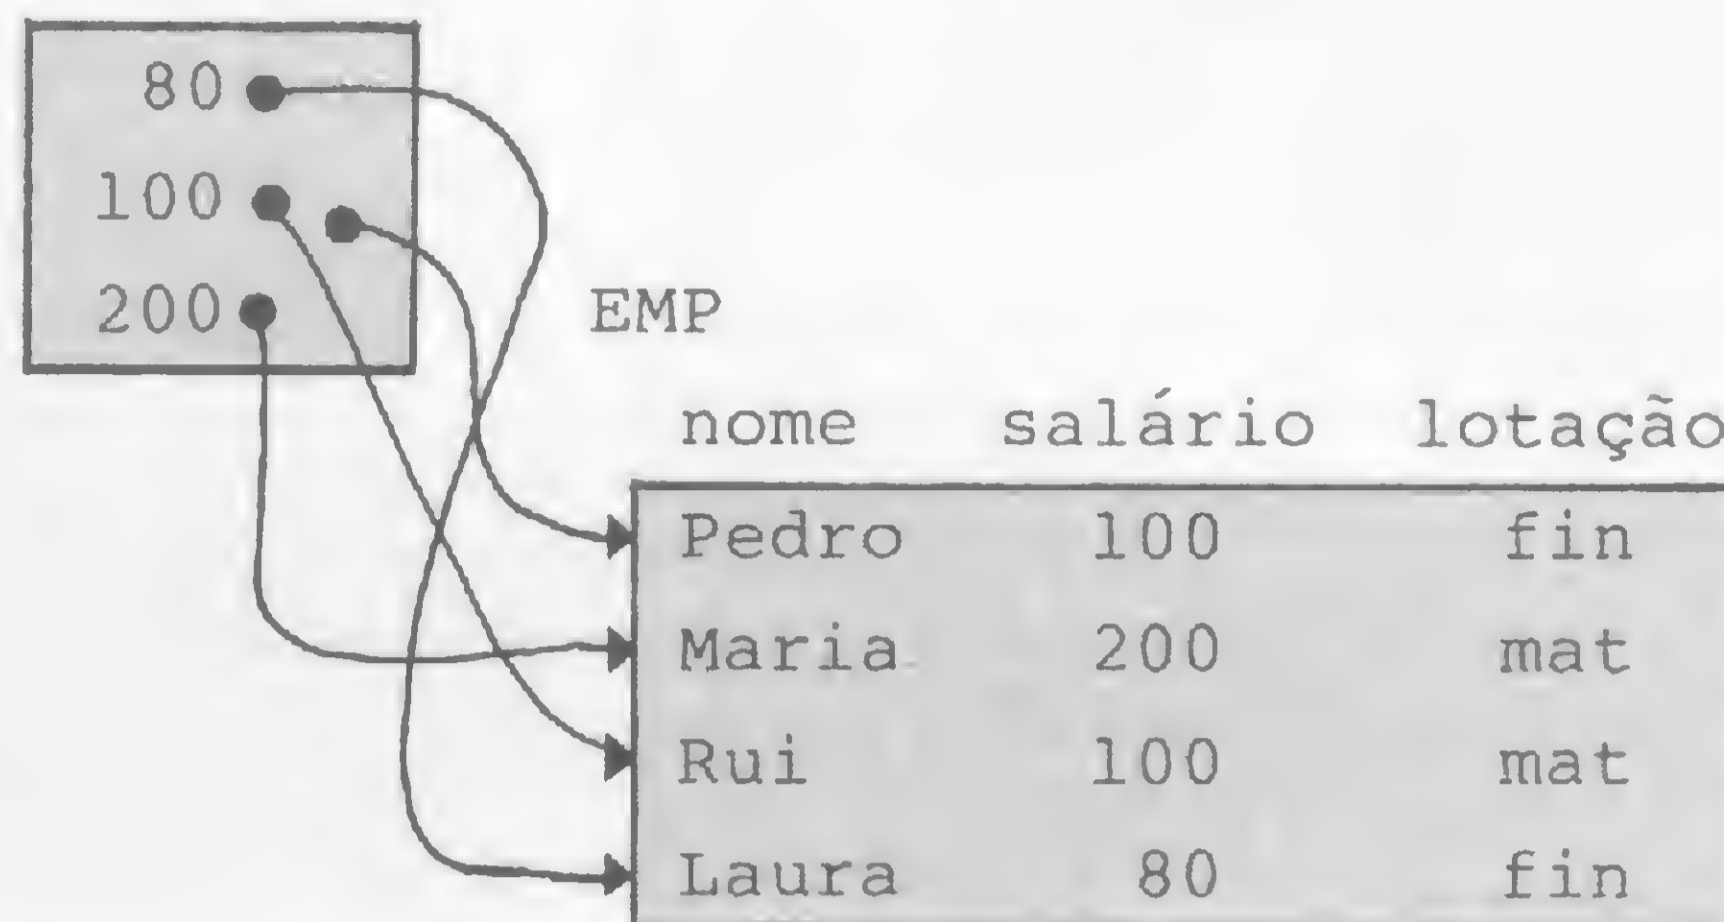 80
100
200
EMP
nome salário lotação
Pedro 100 fin
Maria 200 mat
Rui 100 mat
Laura 80 fin